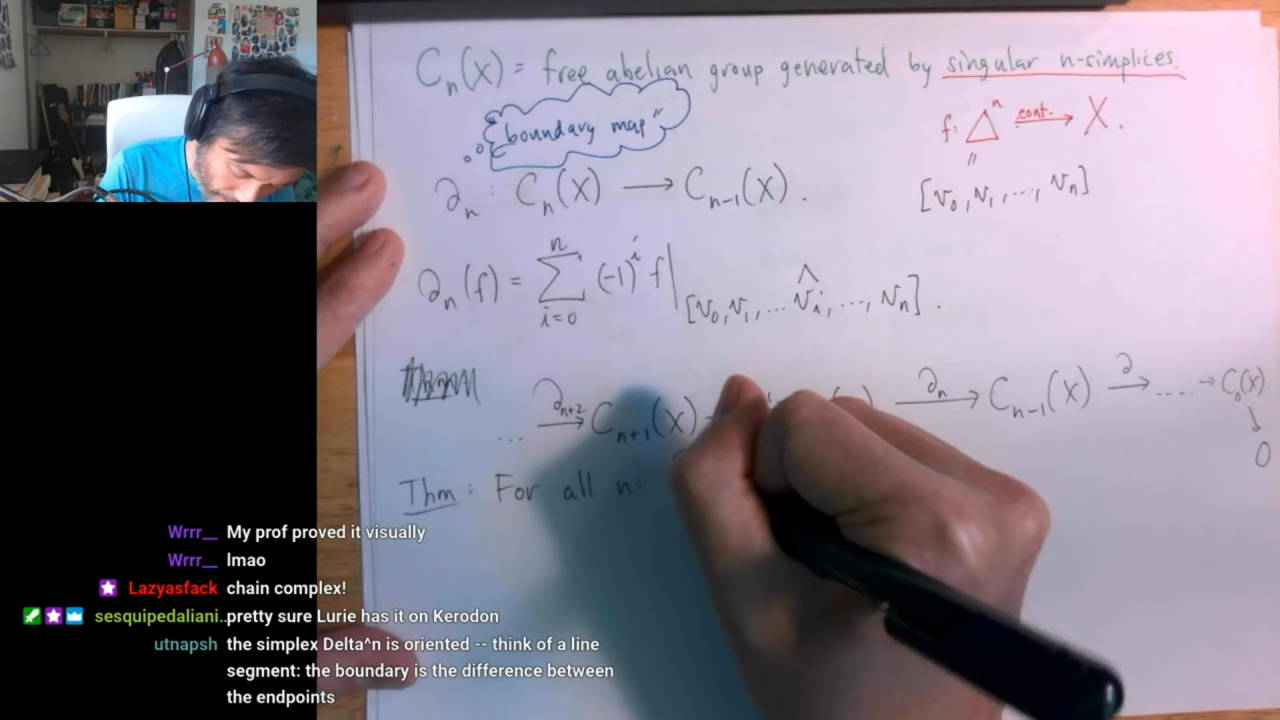 Cₙ(X) = free abelian group generated by singular n-simplices.
"boundary map"
f: Δⁿ cont. → X.
=
∂ₙ : Cₙ(X) → Cₙ₋₁(X).
[v₀, v₁, ..., vₙ]
∂ₙ(f) = Σ i=0 n (-1)ⁱ f|[v₀, v₁, ... v̂ᵢ, ..., vₙ].
... ∂ₙ₊₂ → Cₙ₊₁(X) ∂ₙ → Cₙ₋₁(X) ∂ → .... → C₀(X)
↓
0
Thm: For all n:
Wrrr__ My prof proved it visually
Wrrr__ lmao
Lazyasfack chain complex!
sesquipedaliani.. pretty sure Lurie has it on Kerodon
utnapsh the simplex Delta^n is oriented -- think of a line
segment: the boundary is the difference between
the endpoints